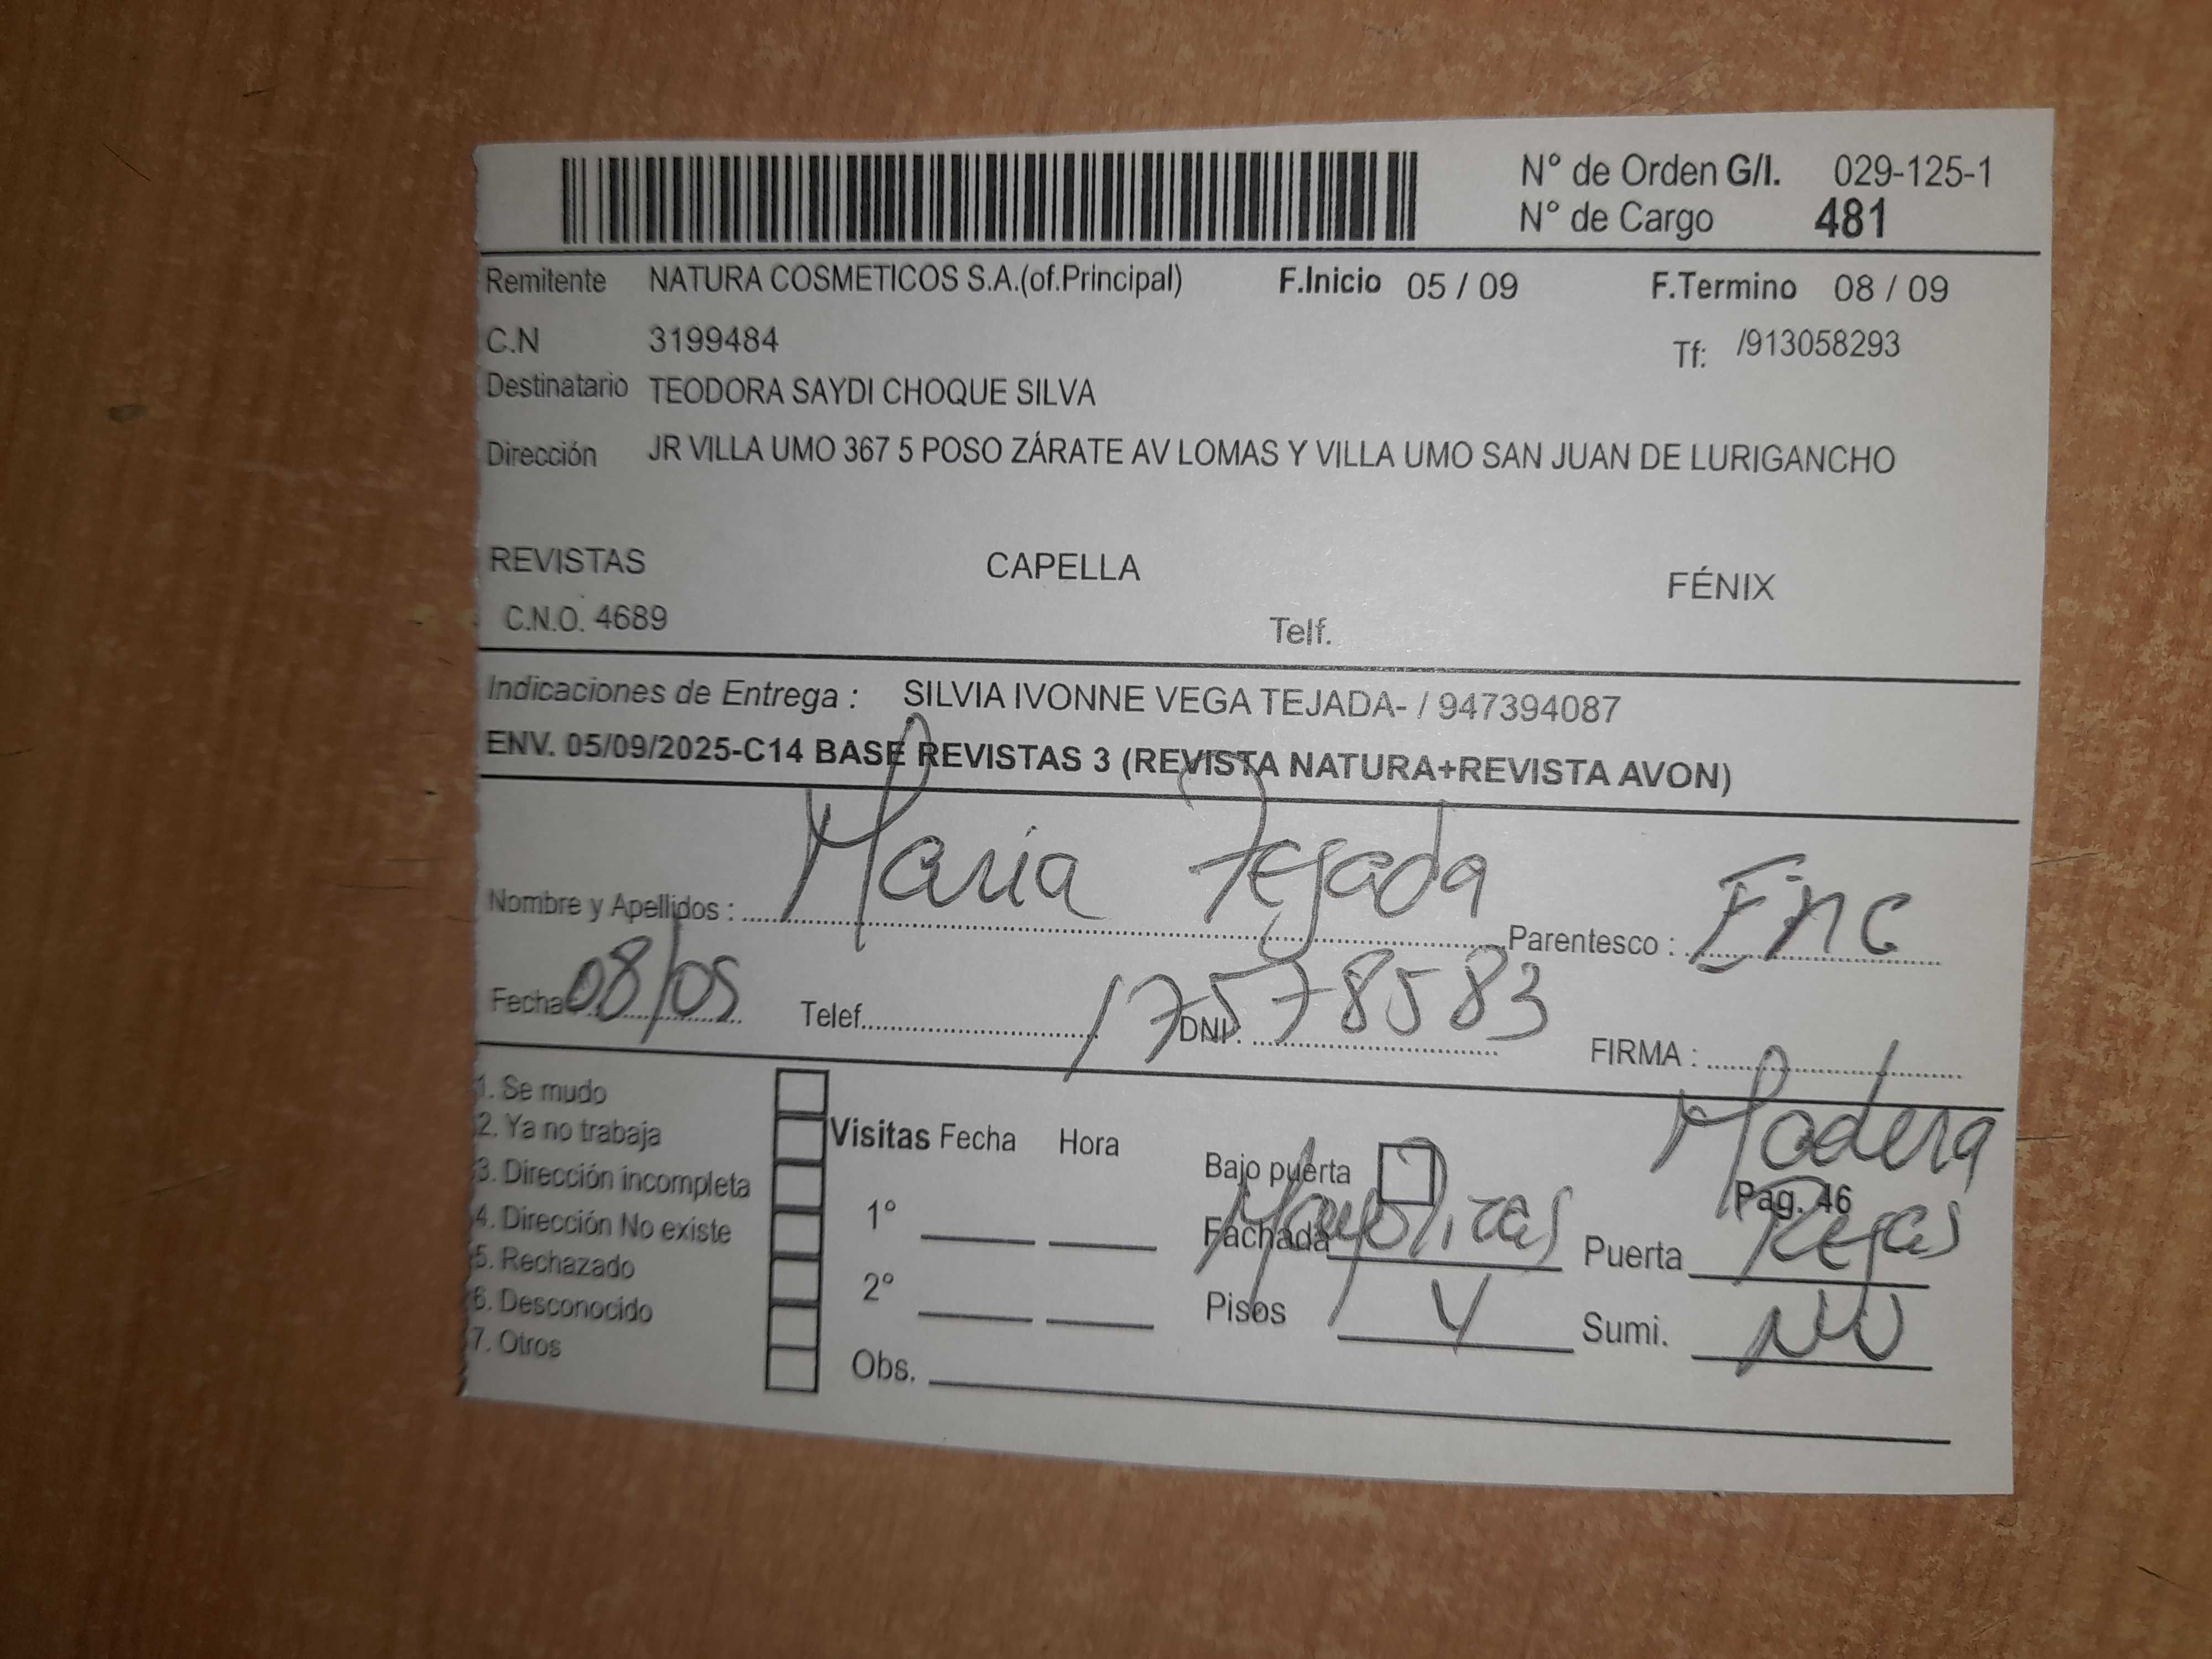 N° de Orden G/I. 029-125-1
N° de Cargo 481
Remitente NATURA COSMETICOS S.A.(of.Principal) F.Inicio 05 / 09 F.Termino 08 / 09
C.N 3199484 Tf: /913058293
Destinatario TEODORA SAYDI CHOQUE SILVA
Dirección JR VILLA UMO 367 5 POSO ZÁRATE AV LOMAS Y VILLA UMO SAN JUAN DE LURIGANCHO
REVISTAS CAPELLA FÉNIX
C.N.O. 4689 Telf.
Indicaciones de Entrega : SILVIA IVONNE VEGA TEJADA- / 947394087
ENV. 05/09/2025-C14 BASE REVISTAS 3 (REVISTA NATURA+REVISTA AVON)
Nombre y Apellidos : Maria Tejada Parentesco : Enc
Fecha : 08/09 Telef. DNI : 17578583 FIRMA :
1. Se mudo
2. Ya no trabaja
3. Dirección incompleta
4. Dirección No existe
5. Rechazado
6. Desconocido
7. Otros
Visitas Fecha Hora
1°
2°
Obs.
Bajo puerta Madera
Pag. 46
Fachada Mayolicas Puerta Rejas
Pisos 4 Sumi. NV